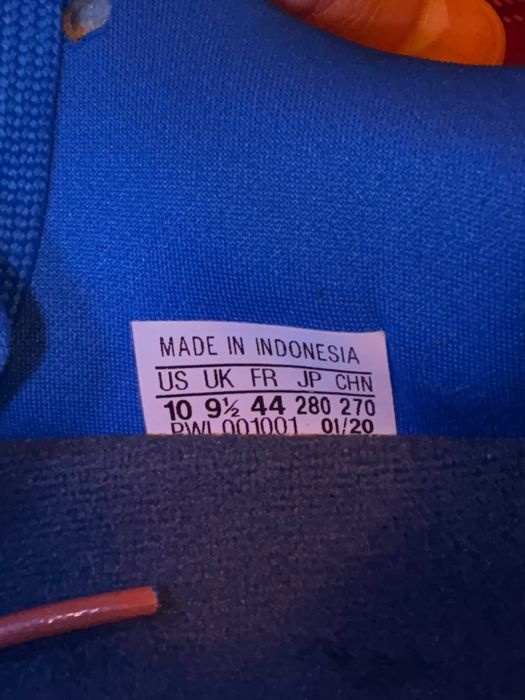 MADE IN INDONESIA
US UK FR JP CHN
10 9½ 44 280 270
PWI 001001 01/20